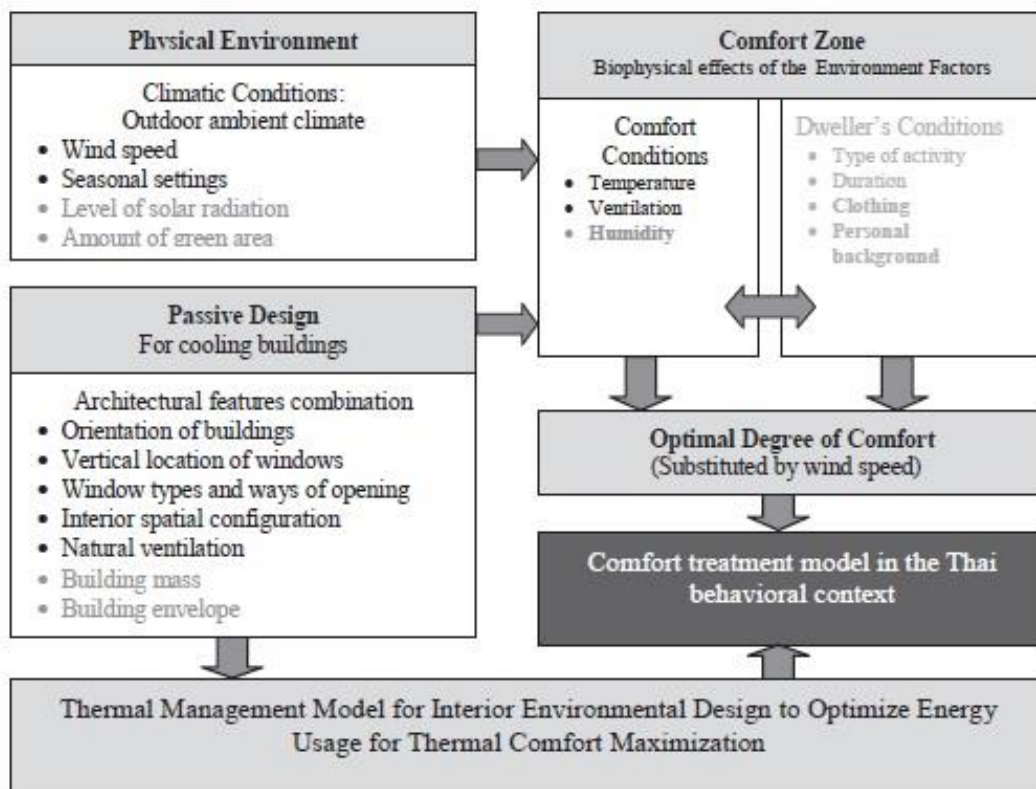 Physical Environment
Climatic Conditions:
Outdoor ambient climate
• Wind speed
• Seasonal settings
• Level of solar radiation
• Amount of green area
Passive Design
For cooling buildings
Architectural features combination
• Orientation of buildings
• Vertical location of windows
• Window types and ways of opening
• Interior spatial configuration
• Natural ventilation
• Building mass
• Building envelope
Comfort Zone
Biophysical effects of the Environment Factors
Comfort
Conditions
• Temperature
• Ventilation
• Humidity
Dweller's Conditions
• Type of activity
• Duration
• Clothing
• Personal
background
Optimal Degree of Comfort
(Substituted by wind speed)
Comfort treatment model in the Thai
behavioral context
Thermal Management Model for Interior Environmental Design to Optimize Energy
Usage for Thermal Comfort Maximization